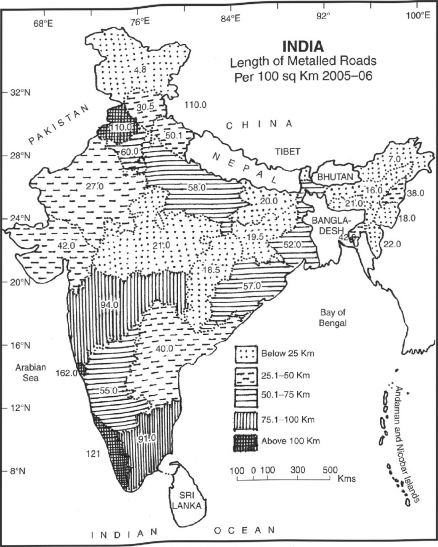 68°E 76°E 84°E 92°E 100°E
INDIA
Length of Metalled Roads
Per 100 sq Km 2005–06
4.8
32°N
30.5
110.0
110.0
PAKISTAN
CHINA
50.1
60.0
TIBET
28°N
NEPAL
BHUTAN
7.0
27.0
58.0
16.0
38.0
20.0
21.0
24°N
BANGLA-
DESH
18.0
42.0
21.0
19.5
52.0
22.0
16.5
57.0
20°N
94.0
Bay of
Bengal
16°N
40.0
Below 25 Km
Arabian
Sea
162.0
25.1–50 Km
50.1–75 Km
55.0
75.1–100 Km
12°N
91.0
Above 100 Km
121
Andaman and Nicobar Islands
8°N
100 0 100 300 500
Kms
SRI
LANKA
INDIAN OCEAN